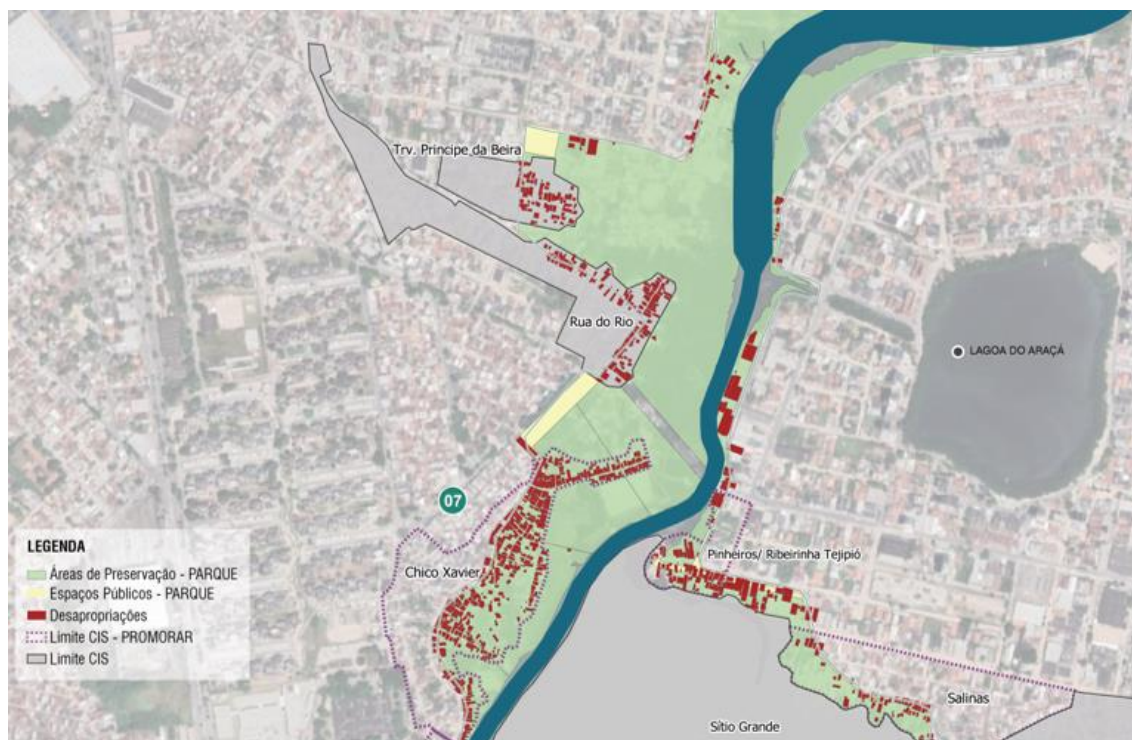 Trv. Principe da Beira
Rua do Rio
LAGOA DO ARAÇÁ
07
Pinheiros/ Ribeirinha Tejipió
Chico Xavier
Salinas
Sítio Grande
LEGENDA
Áreas de Preservação - PARQUE
Espaços Públicos - PARQUE
Desapropriações
Limite CIS - PROMORAR
Limite CIS